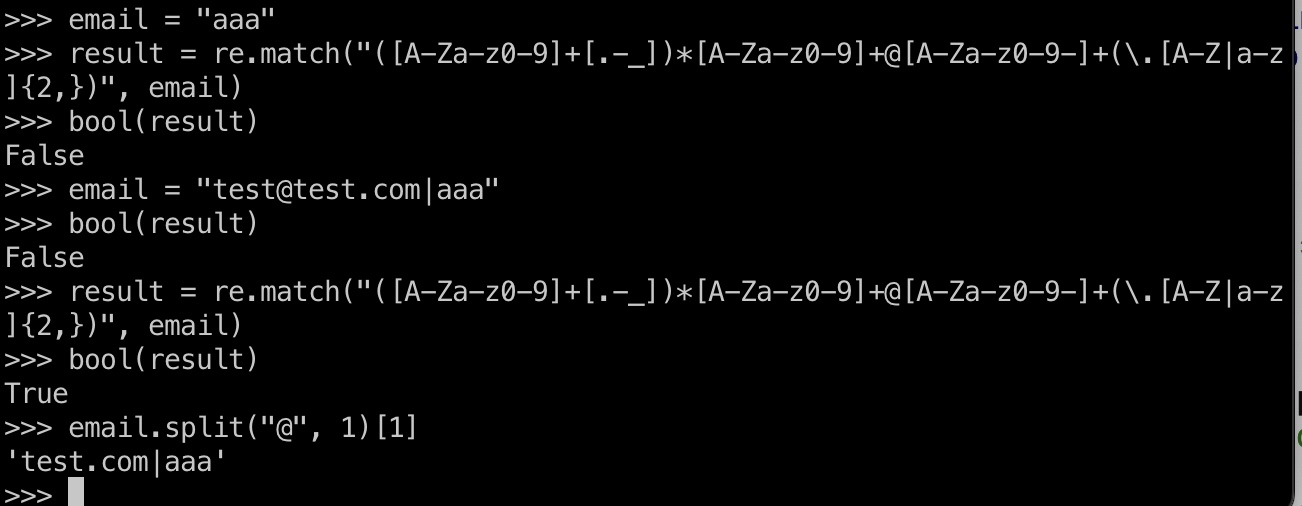 >>> email = "aaa"
>>> result = re.match("([A-Za-z0-9]+[.-_])*[A-Za-z0-9]+@[A-Za-z0-9-]+(\.[A-Z|a-z
]{2,})", email)
>>> bool(result)
False
>>> email = "test@test.com|aaa"
>>> bool(result)
False
>>> result = re.match("([A-Za-z0-9]+[.-_])*[A-Za-z0-9]+@[A-Za-z0-9-]+(\.[A-Z|a-z
]{2,})", email)
>>> bool(result)
True
>>> email.split("@", 1)[1]
'test.com|aaa'
>>>